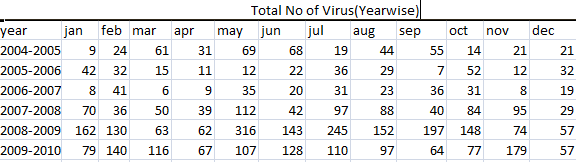 Total No of Virus(Yearwise)
year jan feb mar apr may jun jul aug sep oct nov dec
2004-2005 9 24 61 31 69 68 19 44 55 14 21 21
2005-2006 42 32 15 11 12 22 36 29 7 52 12 32
2006-2007 8 41 6 9 35 20 31 23 36 31 8 19
2007-2008 70 36 50 39 112 42 97 88 40 84 95 29
2008-2009 162 130 63 62 316 143 245 152 197 148 74 57
2009-2010 79 140 116 67 107 128 110 97 64 77 179 57